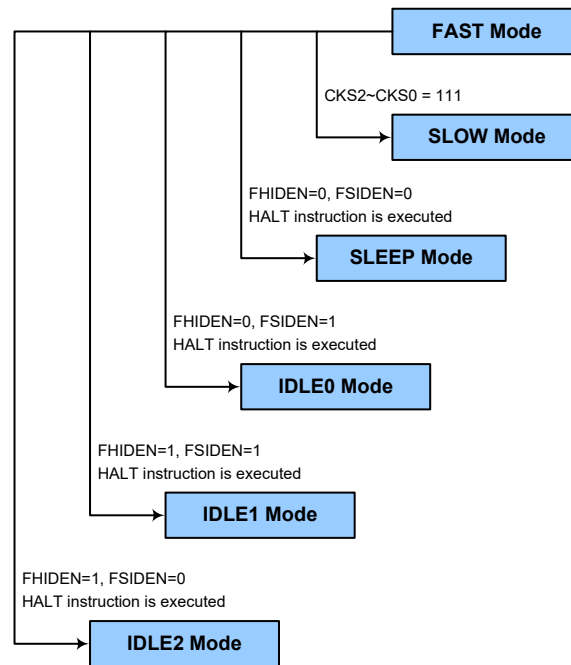 FAST Mode
CKS2~CKS0 = 111
SLOW Mode
FHIDEN=0, FSIDEN=0
HALT instruction is executed
SLEEP Mode
FHIDEN=0, FSIDEN=1
HALT instruction is executed
IDLE0 Mode
FHIDEN=1, FSIDEN=1
HALT instruction is executed
IDLE1 Mode
FHIDEN=1, FSIDEN=0
HALT instruction is executed
IDLE2 Mode